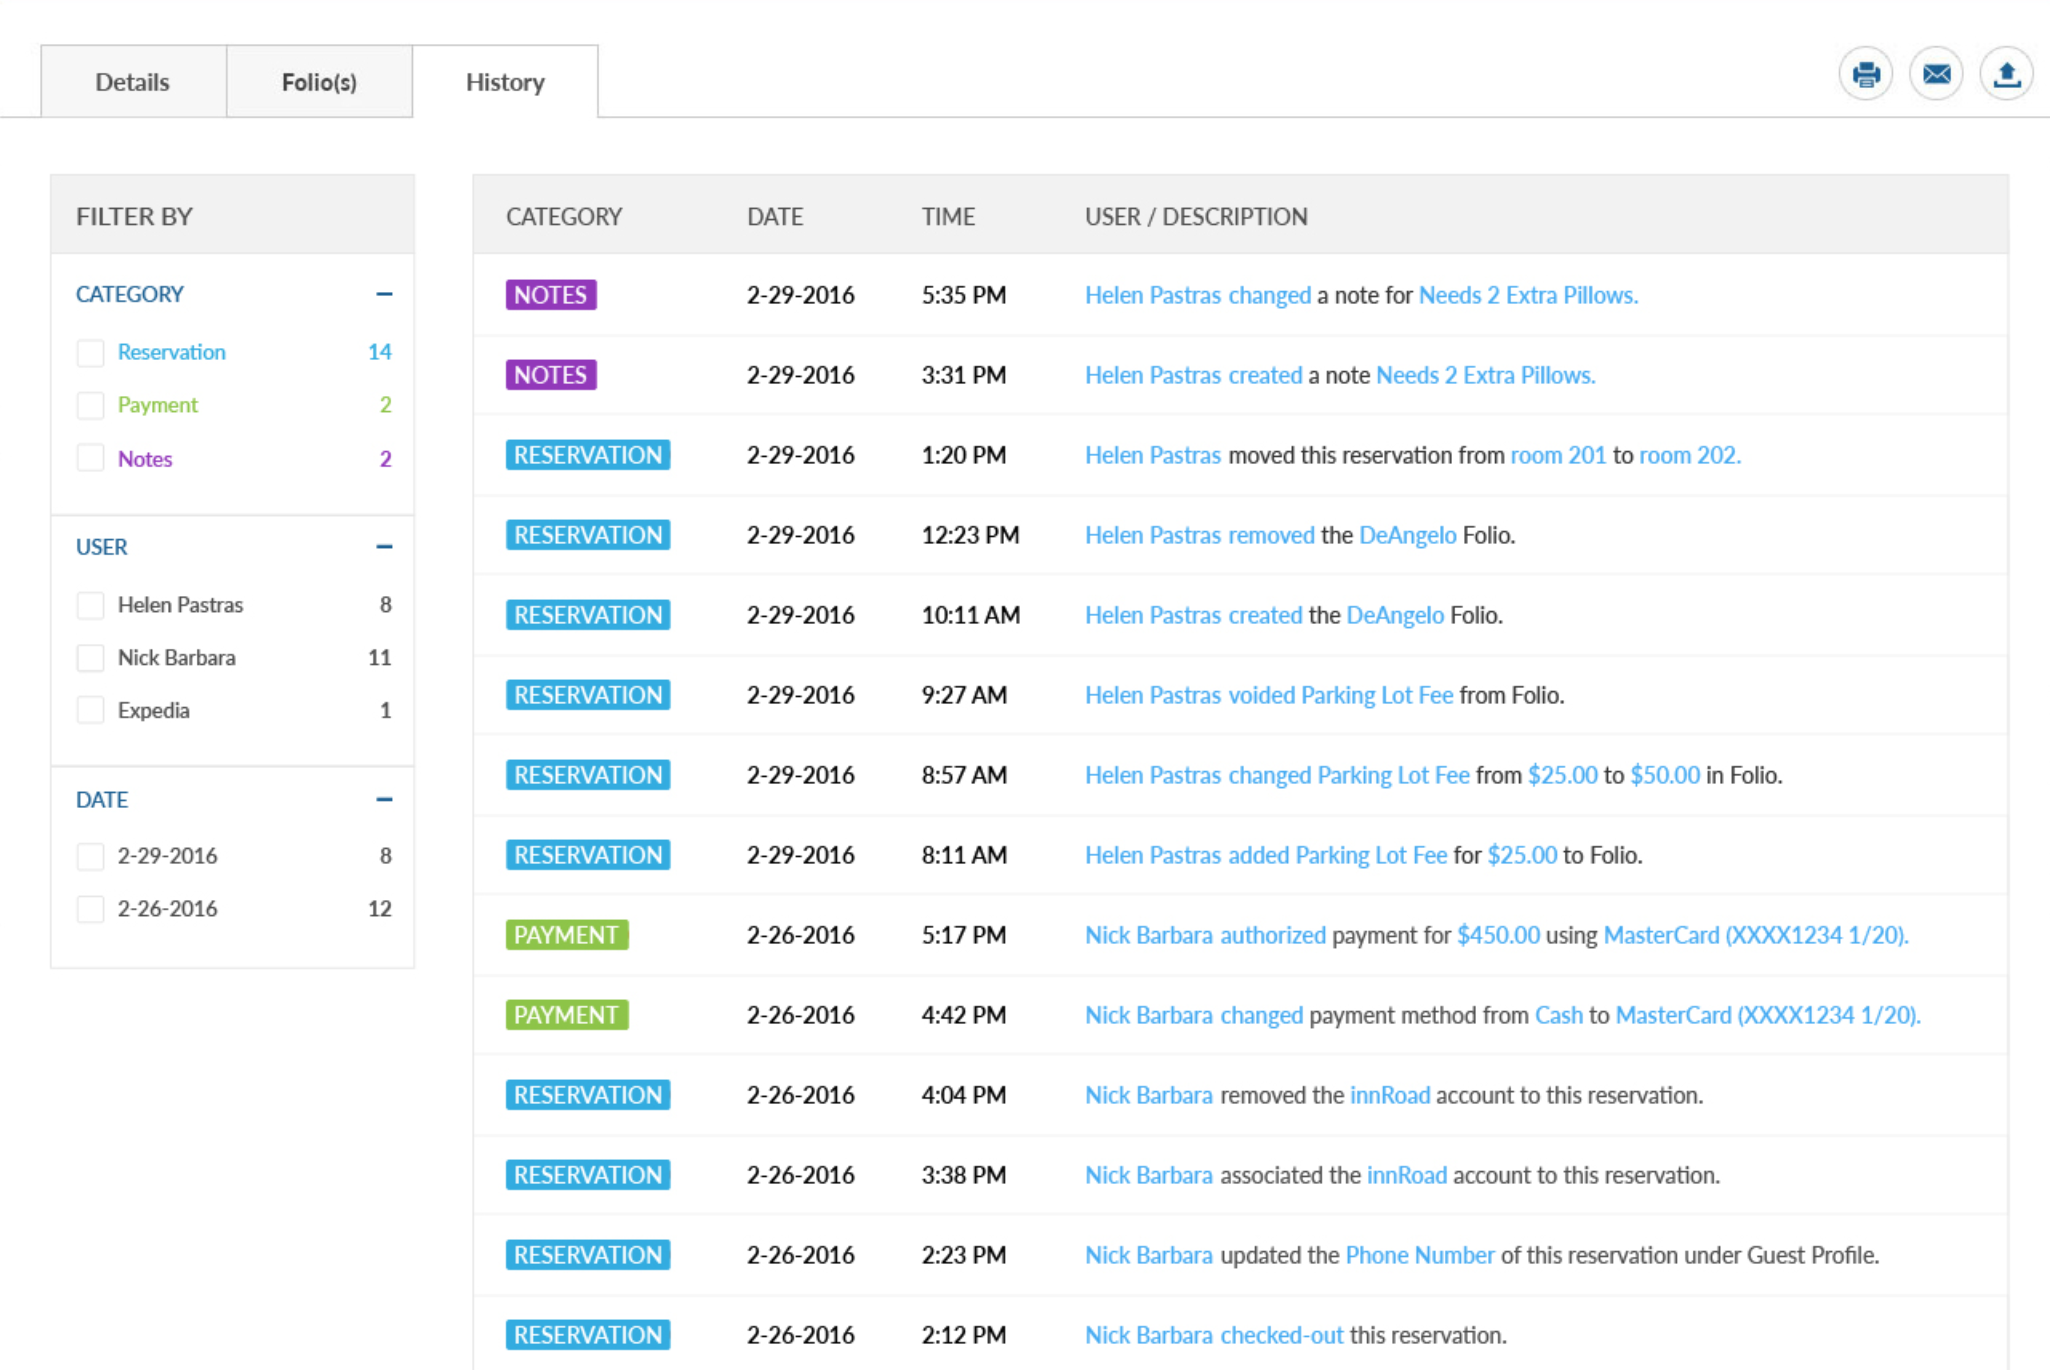 Details Folio(s) History
FILTER BY
CATEGORY
Reservation 14
Payment 2
Notes 2
USER
Helen Pastras 8
Nick Barbara 11
Expedia 1
DATE
2-29-2016 8
2-26-2016 12
CATEGORY DATE TIME USER / DESCRIPTION
NOTES 2-29-2016 5:35 PM Helen Pastras changed a note for Needs 2 Extra Pillows.
NOTES 2-29-2016 3:31 PM Helen Pastras created a note Needs 2 Extra Pillows.
RESERVATION 2-29-2016 1:20 PM Helen Pastras moved this reservation from room 201 to room 202.
RESERVATION 2-29-2016 12:23 PM Helen Pastras removed the DeAngelo Folio.
RESERVATION 2-29-2016 10:11 AM Helen Pastras created the DeAngelo Folio.
RESERVATION 2-29-2016 9:27 AM Helen Pastras voided Parking Lot Fee from Folio.
RESERVATION 2-29-2016 8:57 AM Helen Pastras changed Parking Lot Fee from $25.00 to $50.00 in Folio.
RESERVATION 2-29-2016 8:11 AM Helen Pastras added Parking Lot Fee for $25.00 to Folio.
PAYMENT 2-26-2016 5:17 PM Nick Barbara authorized payment for $450.00 using MasterCard (XXXX1234 1/20).
PAYMENT 2-26-2016 4:42 PM Nick Barbara changed payment method from Cash to MasterCard (XXXX1234 1/20).
RESERVATION 2-26-2016 4:04 PM Nick Barbara removed the innRoad account to this reservation.
RESERVATION 2-26-2016 3:38 PM Nick Barbara associated the innRoad account to this reservation.
RESERVATION 2-26-2016 2:23 PM Nick Barbara updated the Phone Number of this reservation under Guest Profile.
RESERVATION 2-26-2016 2:12 PM Nick Barbara checked-out this reservation.